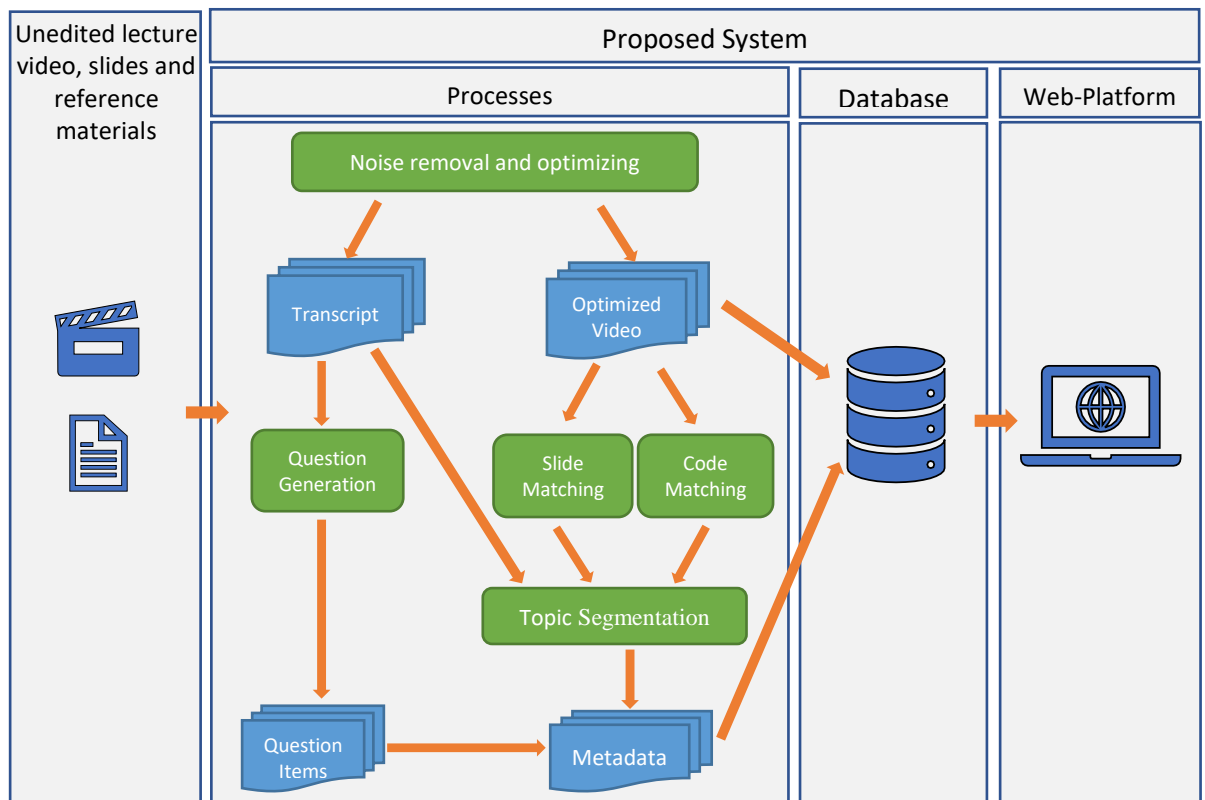 Unedited lecture
video, slides and
reference
materials
Proposed System
Processes
Database
Web-Platform
Noise removal and optimizing
Transcript
Optimized
Video
Question
Generation
Slide
Matching
Code
Matching
Topic Segmentation
Question
Items
Metadata